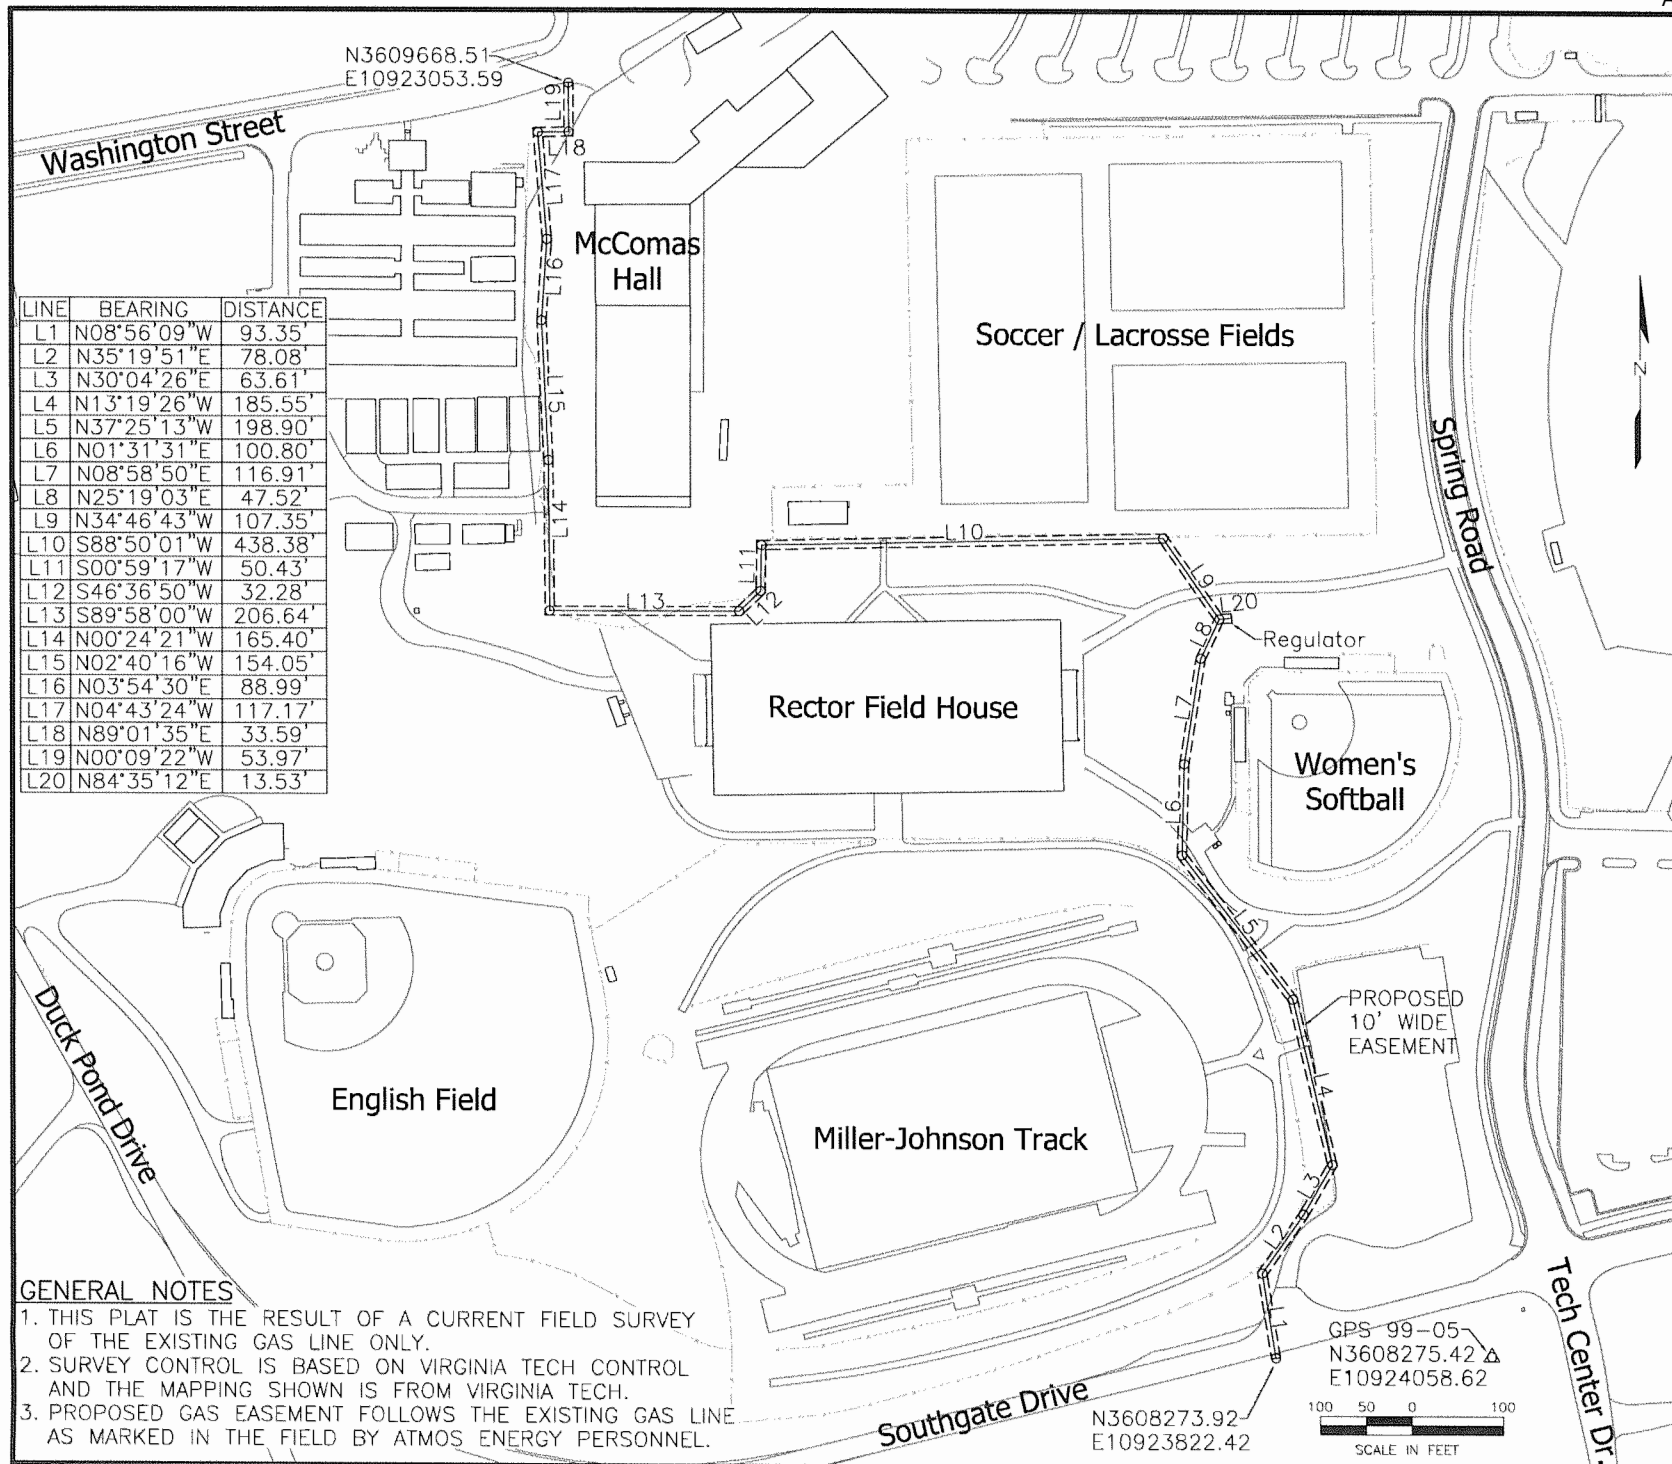 N3609668.51
E10923053.59
Washington Street
L19
L18
L17
McComas
Hall
L16
Soccer / Lacrosse Fields
N
LINE BEARING DISTANCE
L1 N08°56'09"W 93.35'
L2 N35°19'51"E 78.08'
L3 N30°04'26"E 63.61'
L4 N13°19'26"W 185.55'
L5 N37°25'13"W 198.90'
L6 N01°31'31"E 100.80'
L7 N08°58'50"E 116.91'
L8 N25°19'03"E 47.52'
L9 N34°46'43"W 107.35'
L10 S88°50'01"W 438.38'
L11 S00°59'17"W 50.43'
L12 S46°36'50"W 32.28'
L13 S89°58'00"W 206.64'
L14 N00°24'21"W 165.40'
L15 N02°40'16"W 154.05'
L16 N03°54'30"E 88.99'
L17 N04°43'24"W 117.17'
L18 N89°01'35"E 33.59'
L19 N00°09'22"W 53.97'
L20 N84°35'12"E 13.53'
L15
Spring Road
L14
L10
L11
L9
L13
L12
L20
Regulator
L8
Rector Field House
L7
Women's
Softball
L6
L5
PROPOSED
10' WIDE
EASEMENT
Duck Pond Drive
English Field
L4
Miller-Johnson Track
L3
L2
L1
GENERAL NOTES
1. THIS PLAT IS THE RESULT OF A CURRENT FIELD SURVEY
OF THE EXISTING GAS LINE ONLY.
2. SURVEY CONTROL IS BASED ON VIRGINIA TECH CONTROL
AND THE MAPPING SHOWN IS FROM VIRGINIA TECH.
3. PROPOSED GAS EASEMENT FOLLOWS THE EXISTING GAS LINE
AS MARKED IN THE FIELD BY ATMOS ENERGY PERSONNEL.
Southgate Drive
N3608273.92
E10923822.42
GPS 99-05
N3608275.42
E10924058.62
100 50 0 100
SCALE IN FEET
Tech Center Dr.